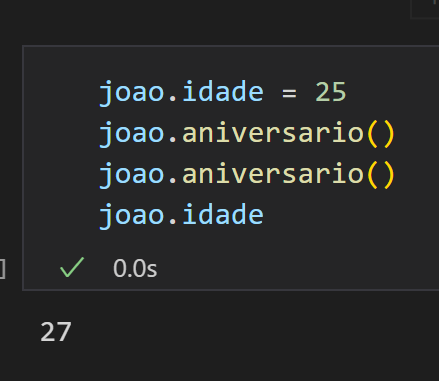 joao.idade = 25
joao.aniversario()
joao.aniversario()
joao.idade
] ✓ 0.0s
27